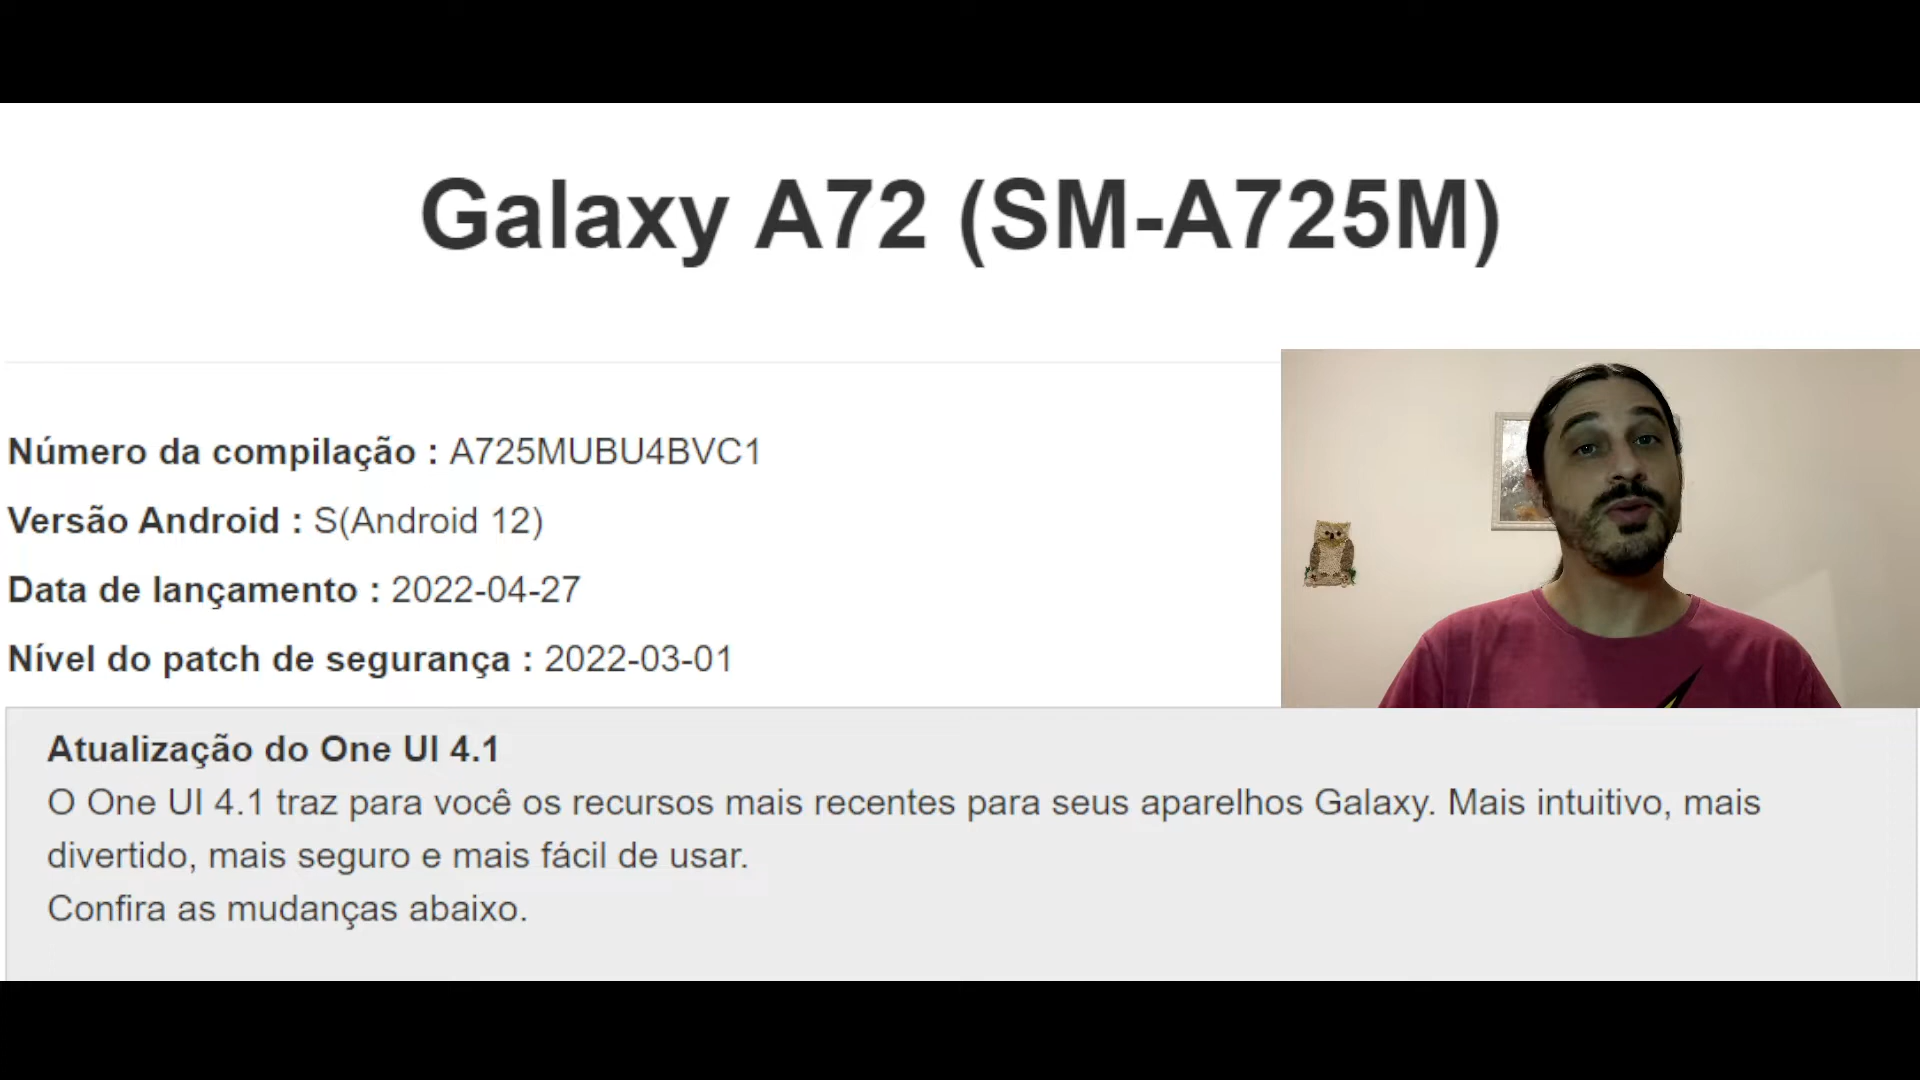 Galaxy A72 (SM-A725M)
Número da compilação : A725MUBU4BVC1
Versão Android : S(Android 12)
Data de lançamento : 2022-04-27
Nível do patch de segurança : 2022-03-01
Atualização do One UI 4.1
O One UI 4.1 traz para você os recursos mais recentes para seus aparelhos Galaxy. Mais intuitivo, mais
divertido, mais seguro e mais fácil de usar.
Confira as mudanças abaixo.